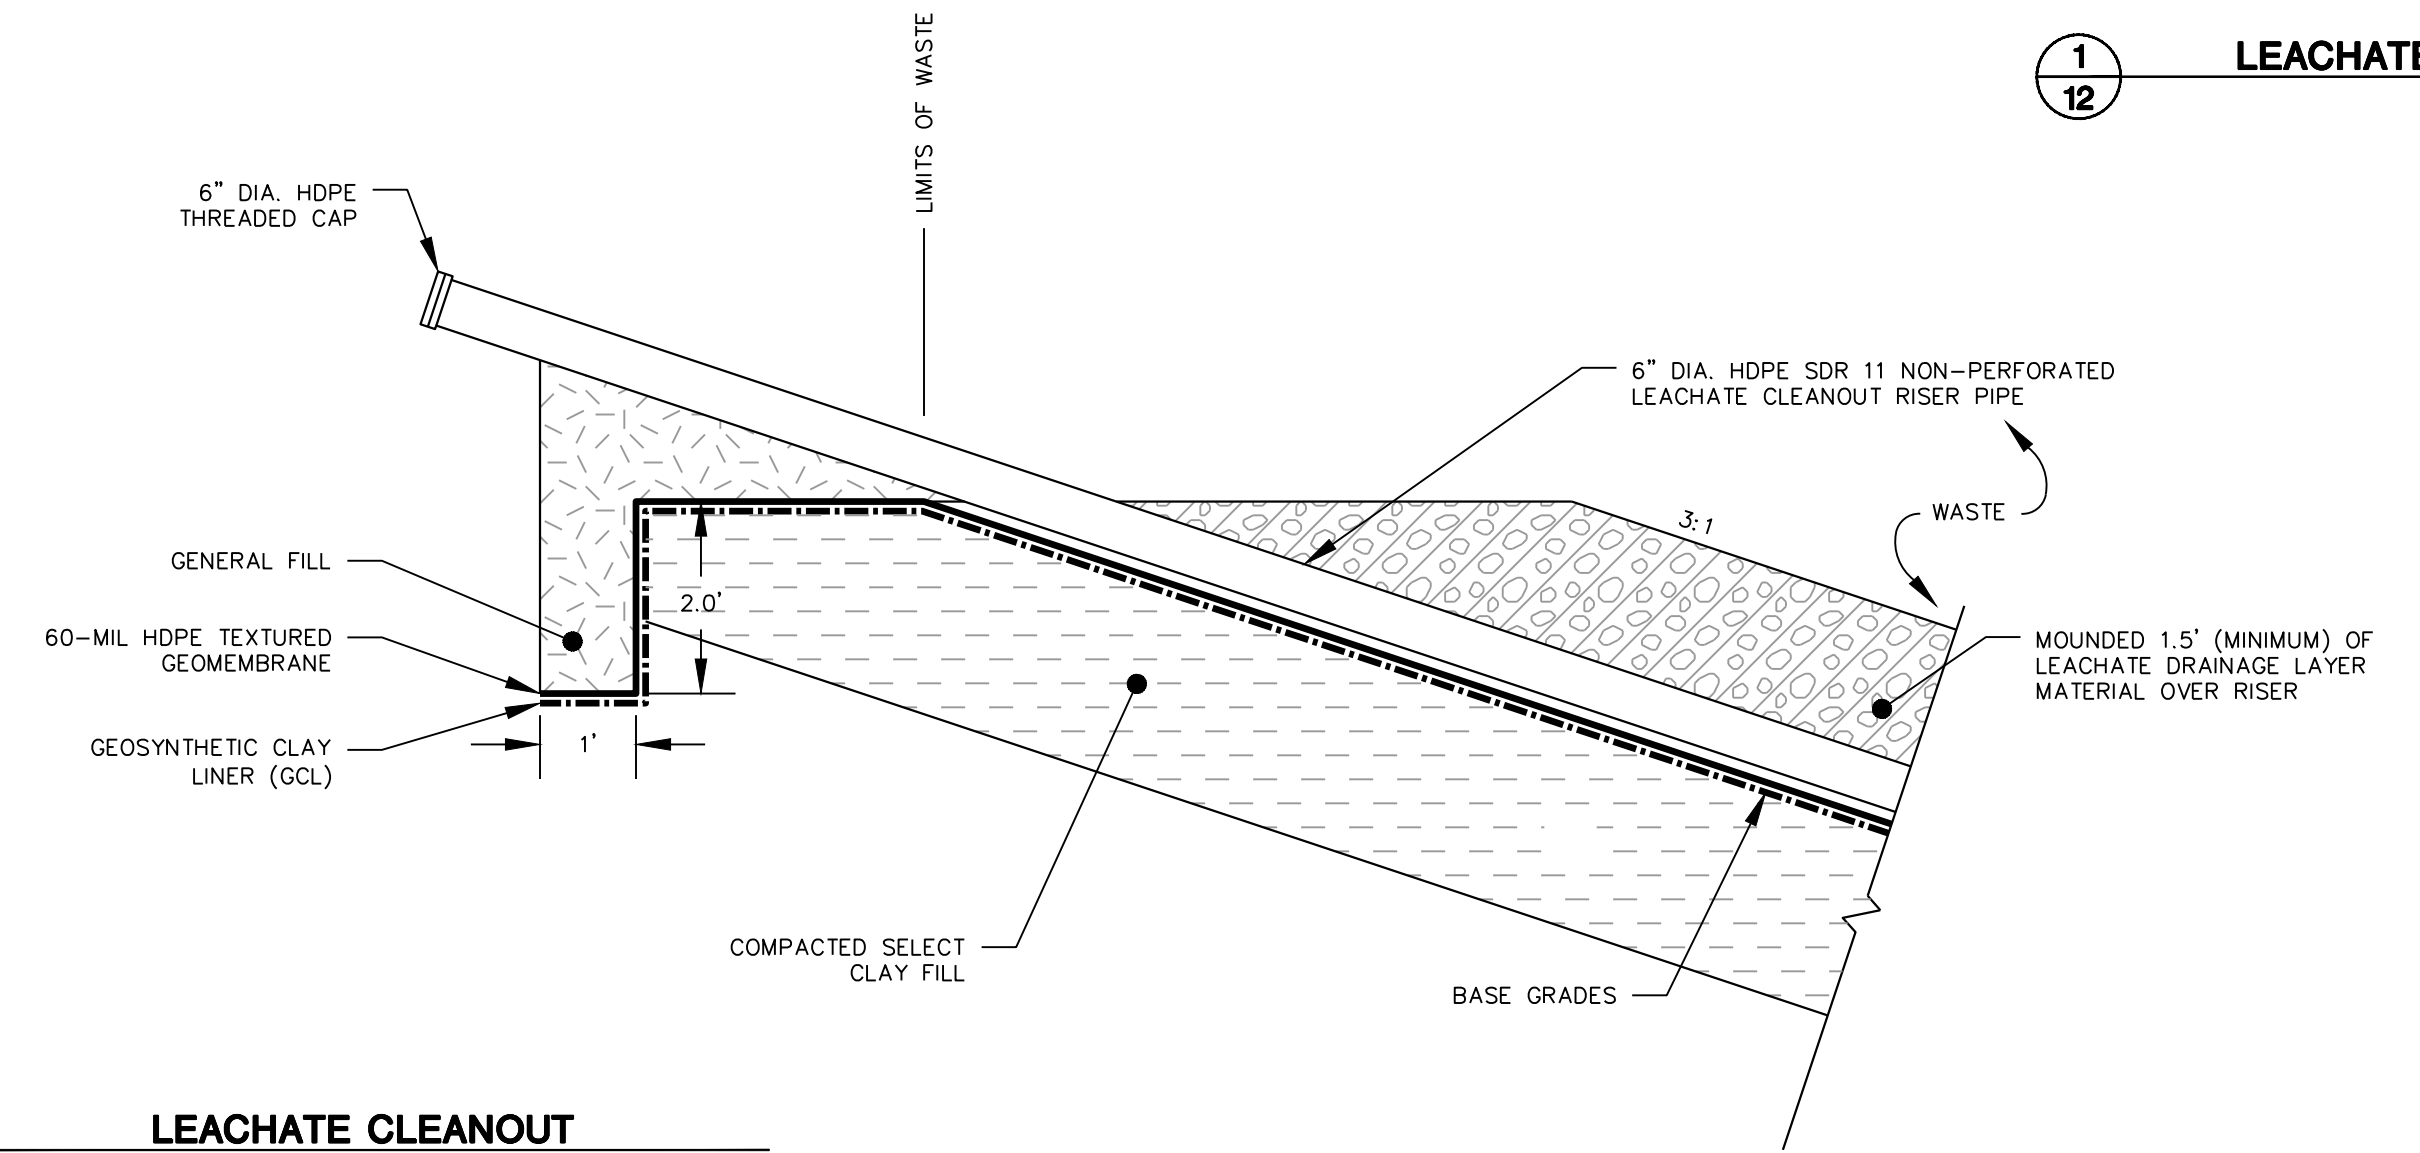 LIMITS OF WASTE
1
12
LEACHATE
6" DIA. HDPE
THREADED CAP
6" DIA. HDPE SDR 11 NON-PERFORATED
LEACHATE CLEANOUT RISER PIPE
WASTE
3:1
GENERAL FILL
2.0'
60-MIL HDPE TEXTURED
GEOMEMBRANE
MOUNDED 1.5' (MINIMUM) OF
LEACHATE DRAINAGE LAYER
MATERIAL OVER RISER
GEOSYNTHETIC CLAY
LINER (GCL)
1'
COMPACTED SELECT
CLAY FILL
BASE GRADES
LEACHATE CLEANOUT